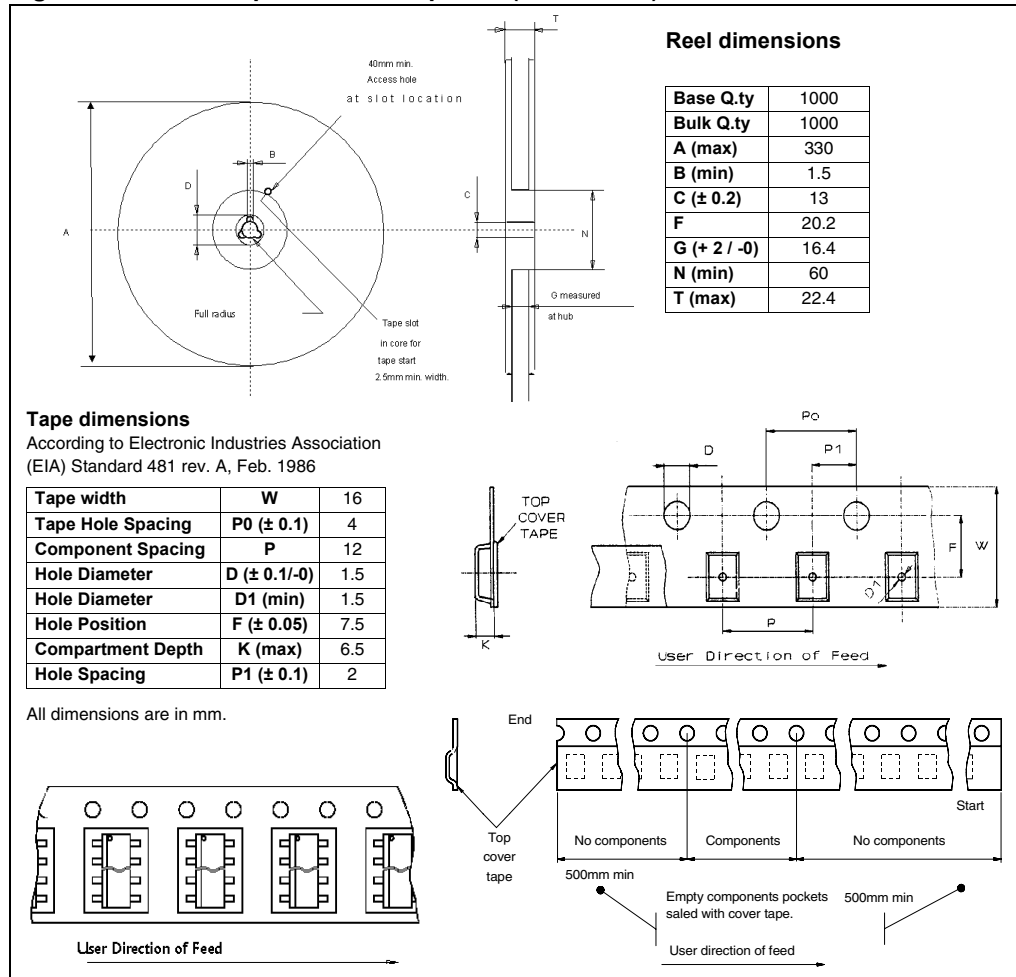 T
Reel dimensions
40mm min.
Access hole
at slot location
B
D
C
A
N
Full radius
G measured
at hub
Tape slot
in core for
tape start
2.5mm min. width.
Base Q.ty 1000
Bulk Q.ty 1000
A (max) 330
B (min) 1.5
C (± 0.2) 13
F 20.2
G (+ 2 / -0) 16.4
N (min) 60
T (max) 22.4
Tape dimensions
According to Electronic Industries Association
(EIA) Standard 481 rev. A, Feb. 1986
Tape width W 16
Tape Hole Spacing P0 (± 0.1) 4
Component Spacing P 12
Hole Diameter D (± 0.1/-0) 1.5
Hole Diameter D1 (min) 1.5
Hole Position F (± 0.05) 7.5
Compartment Depth K (max) 6.5
Hole Spacing P1 (± 0.1) 2
All dimensions are in mm.
Po
D
P1
TOP
COVER
TAPE
F
W
D1
K
P
User Direction of Feed
End
Start
Top
cover
tape
No components
Components
No components
500mm min
Empty components pockets
saled with cover tape.
500mm min
User direction of feed
User Direction of Feed